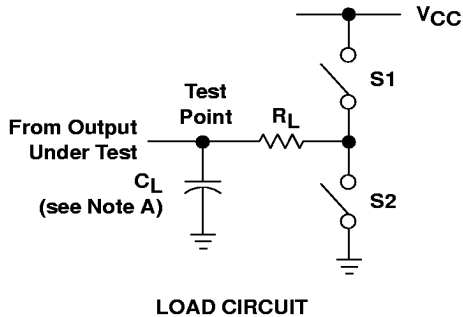 VCC
S1
Test
Point
RL
From Output
Under Test
CL
(see Note A)
S2
LOAD CIRCUIT